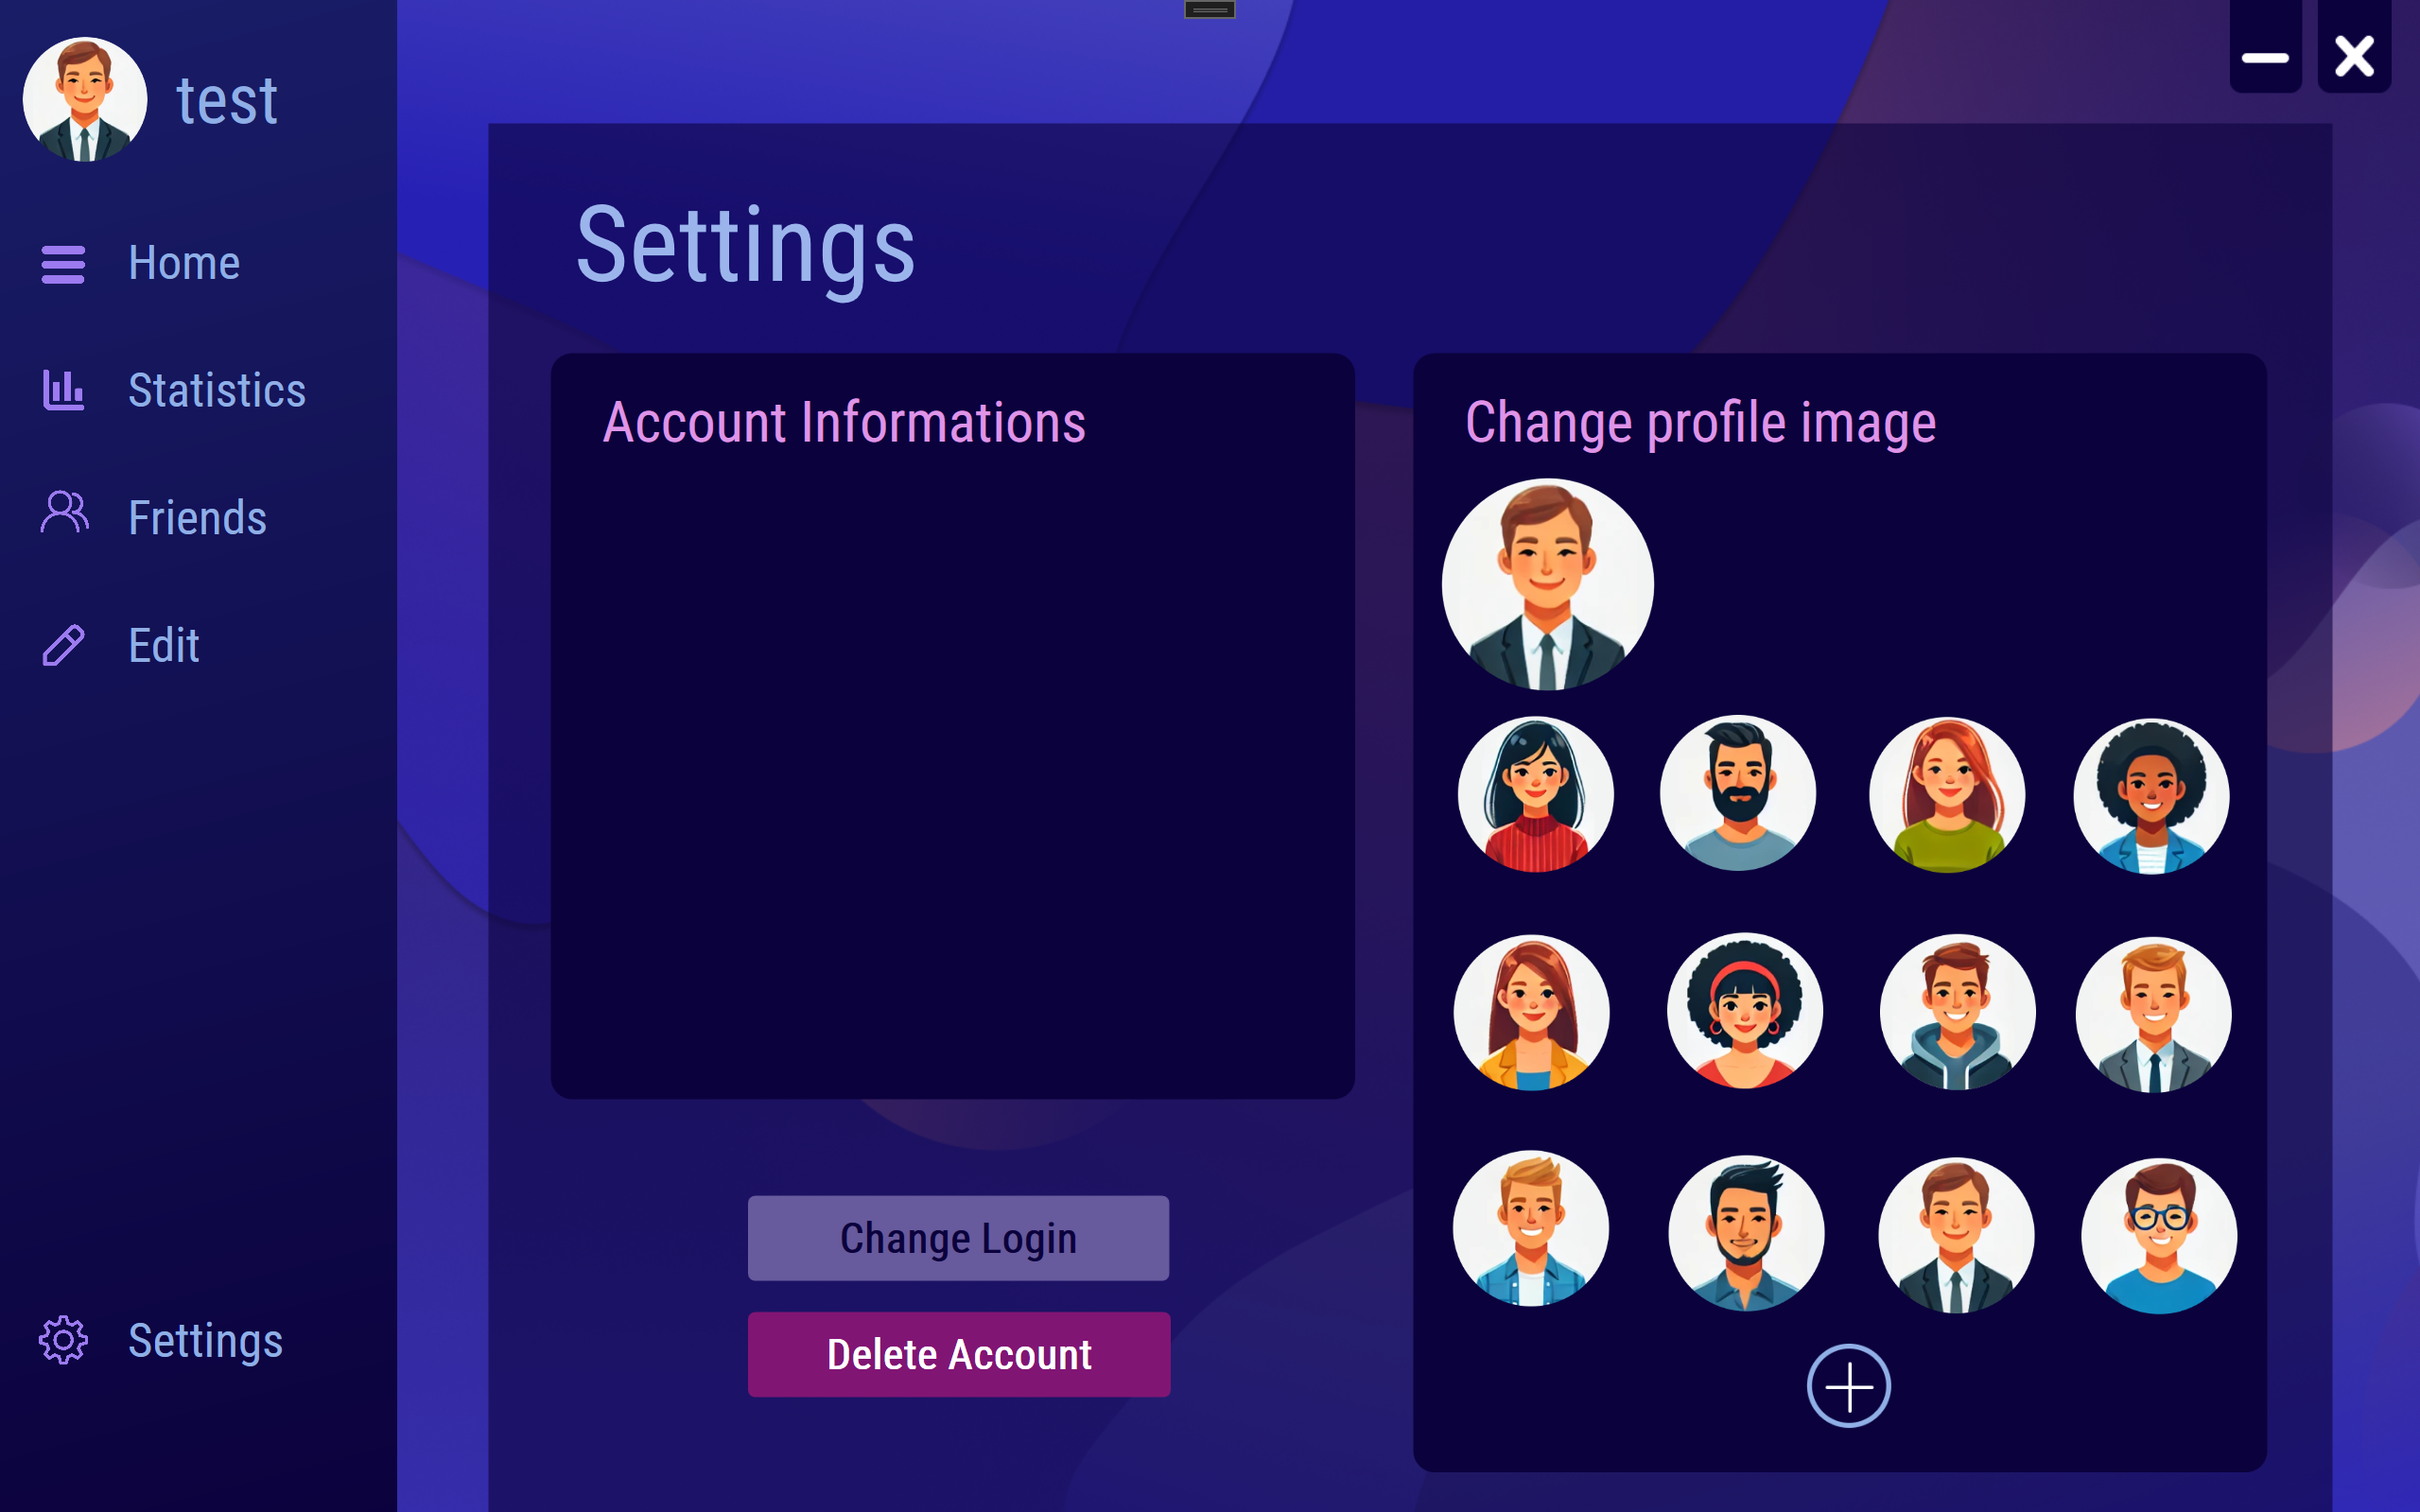 test
Home
Statistics
Friends
Edit
Settings
Settings
Account Informations
Change Login
Delete Account
Change profile image